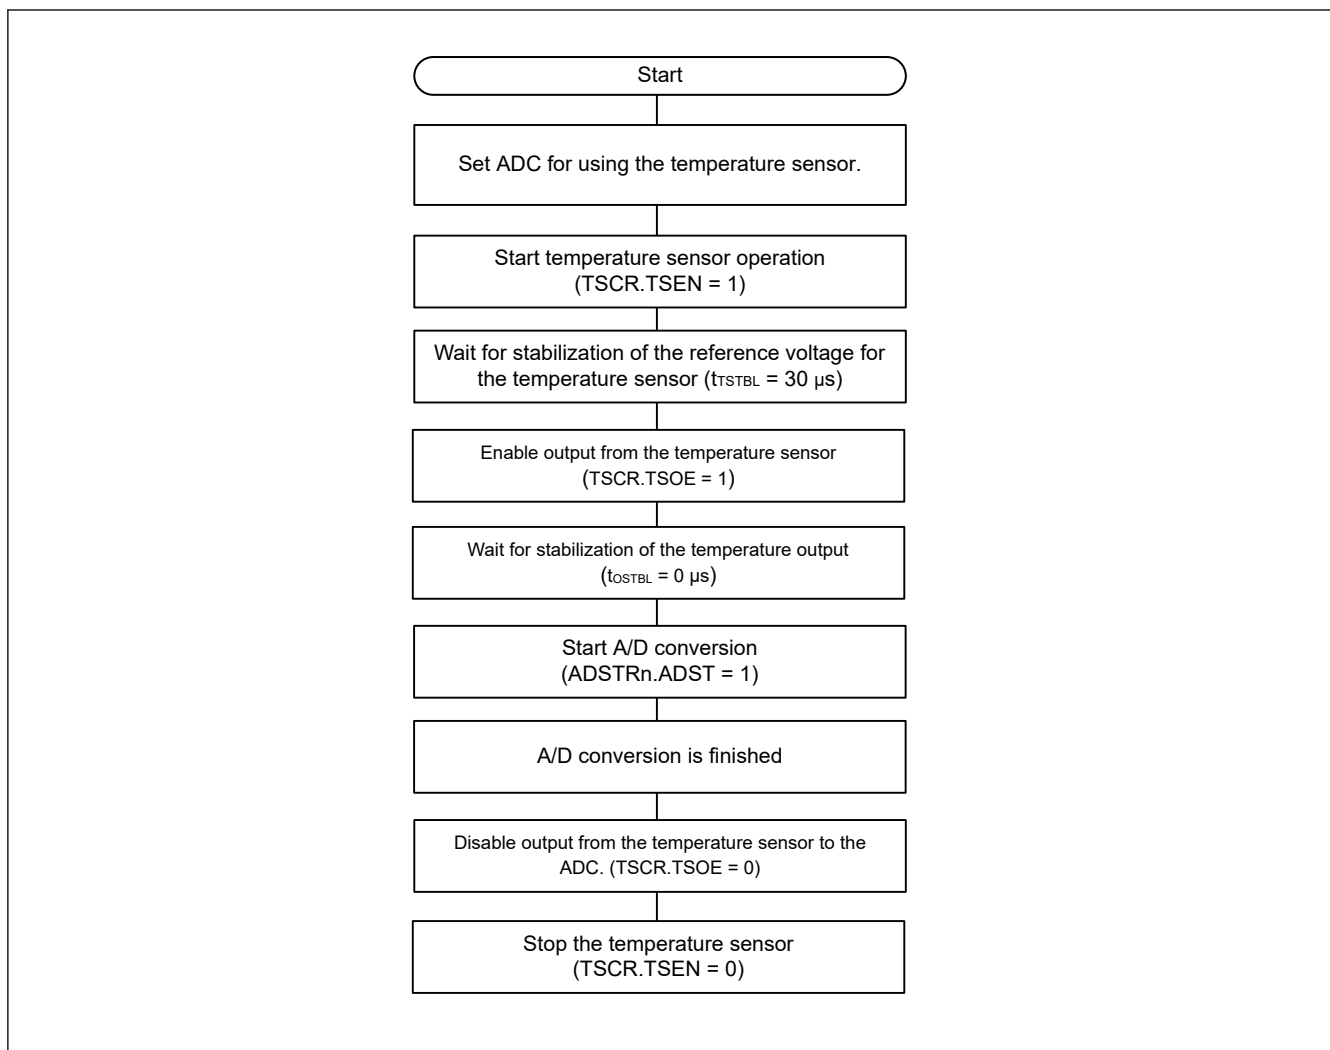 Start
Set ADC for using the temperature sensor.
Start temperature sensor operation
(TSCR.TSEN = 1)
Wait for stabilization of the reference voltage for
the temperature sensor (tTSTBL = 30 µs)
Enable output from the temperature sensor
(TSCR.TSOE = 1)
Wait for stabilization of the temperature output
(tOSTBL = 0 µs)
Start A/D conversion
(ADSTRn.ADST = 1)
A/D conversion is finished
Disable output from the temperature sensor to the
ADC. (TSCR.TSOE = 0)
Stop the temperature sensor
(TSCR.TSEN = 0)